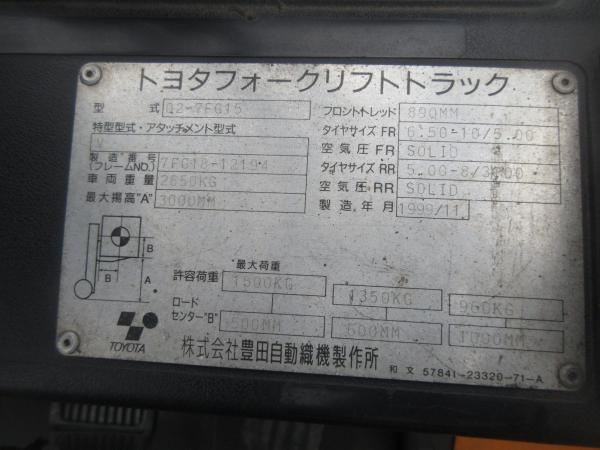 トヨタフォークリフトトラック
型 式 02-7FG15
特型型式・アタッチメント型式
V
製造番号 (フレームNO.) 7FG18-12194
車両重量 2650KG
最大揚高"A" 3000MM
フロントトレッド 890MM
タイヤサイズ FR 6.50-10/5.00
空気圧 FR SOLID
タイヤサイズ RR 5.00-8/3.00
空気圧 RR SOLID
製造年月 1999/11
B
B
A
最大荷重
許容荷重 1500KG 1350KG 960KG
ロードセンター"B" 500MM 600MM 1000MM
TOYOTA
株式会社豊田自動織機製作所
和文 57841-23320-71-A